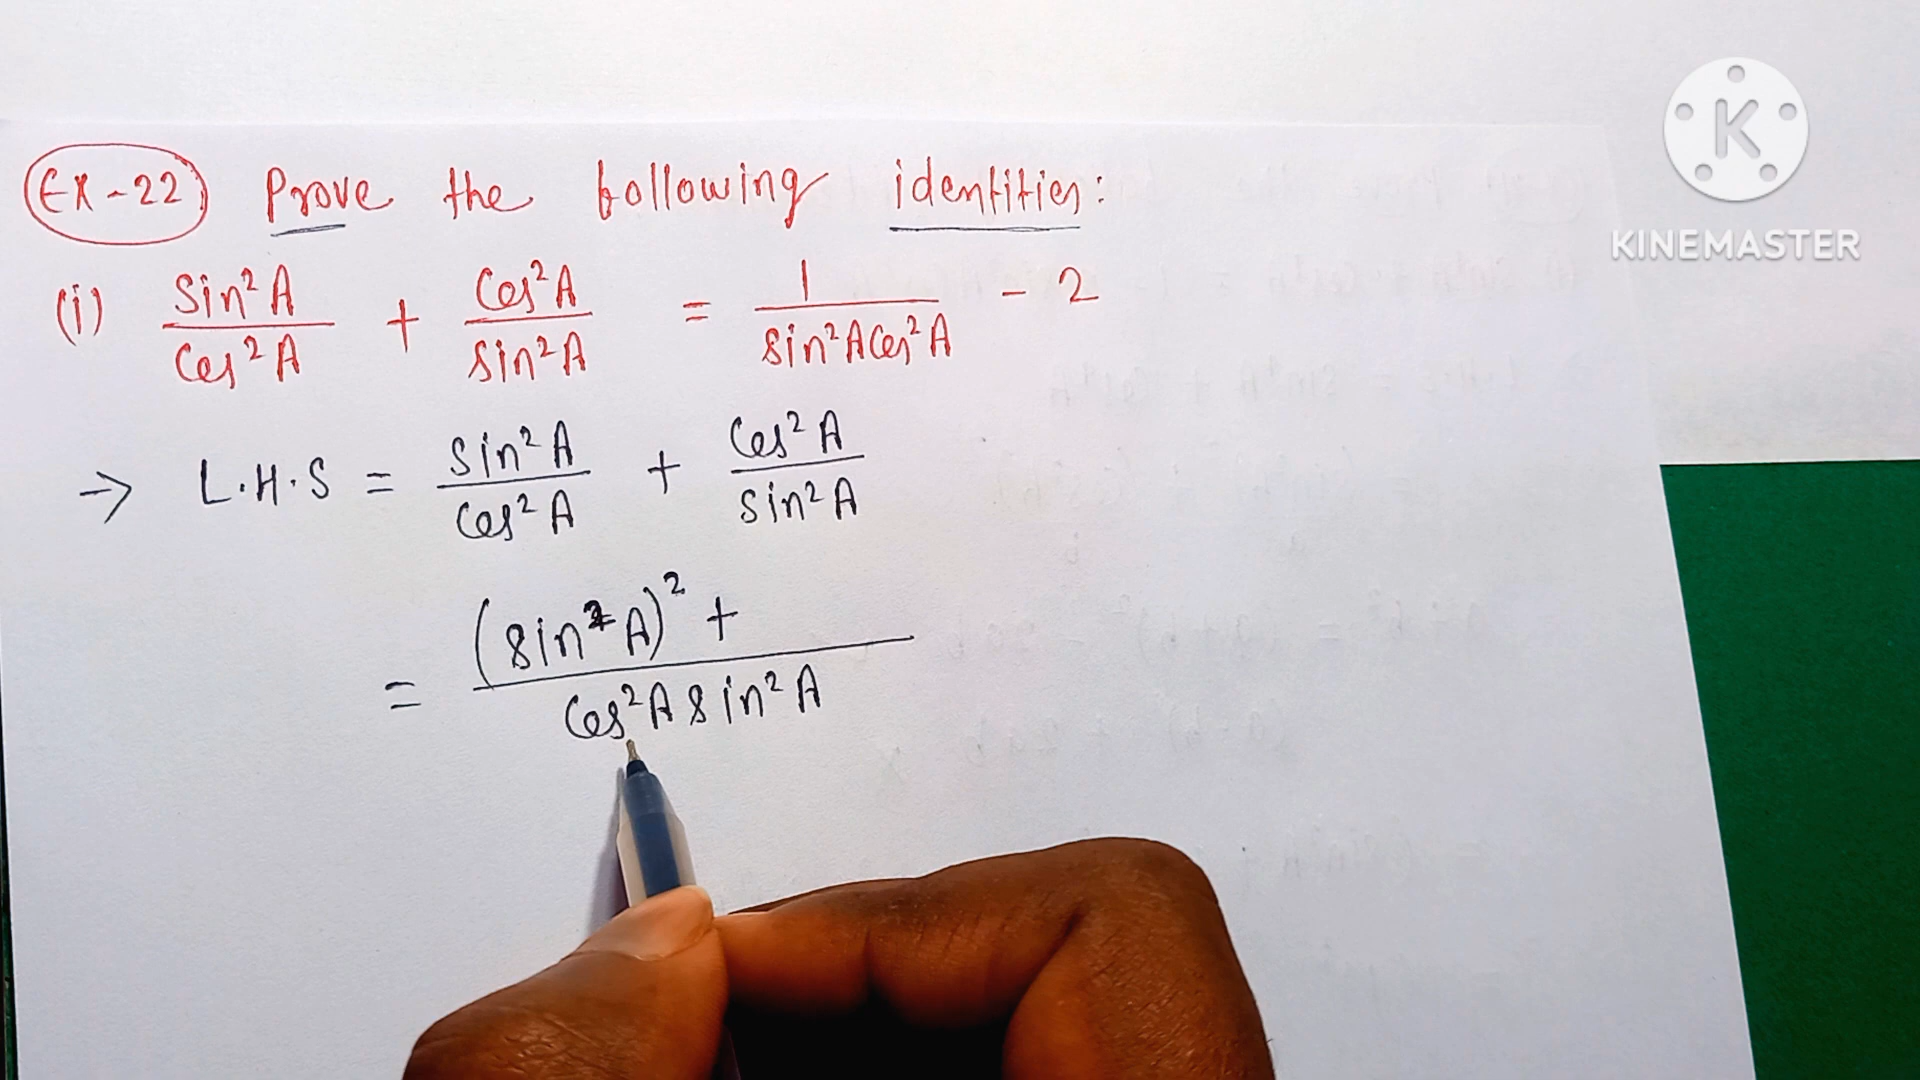 Ex-22 Prove the following identities:
(i) Sin²A/Cos²A + Cos²A/Sin²A = 1/Sin²ACos²A - 2
→ L.H.S = Sin²A/Cos²A + Cos²A/Sin²A
= (Sin²A)² + / Cos²A Sin²A
K
KINEMASTER